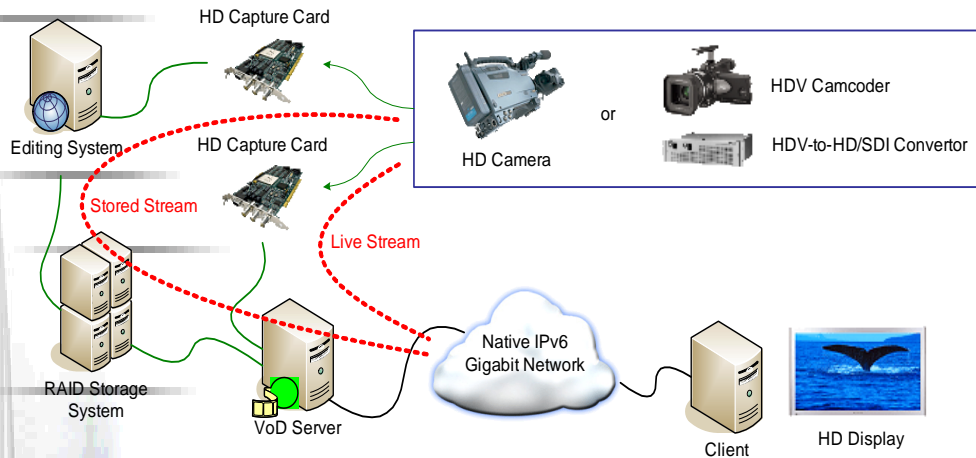 HD Capture Card
HDV Camcoder
or
Editing System
HD Capture Card
HD Camera
HDV-to-HD/SDI Convertor
Stored Stream
Live Stream
Native IPv6
Gigabit Network
RAID Storage
System
VoD Server
Client
HD Display